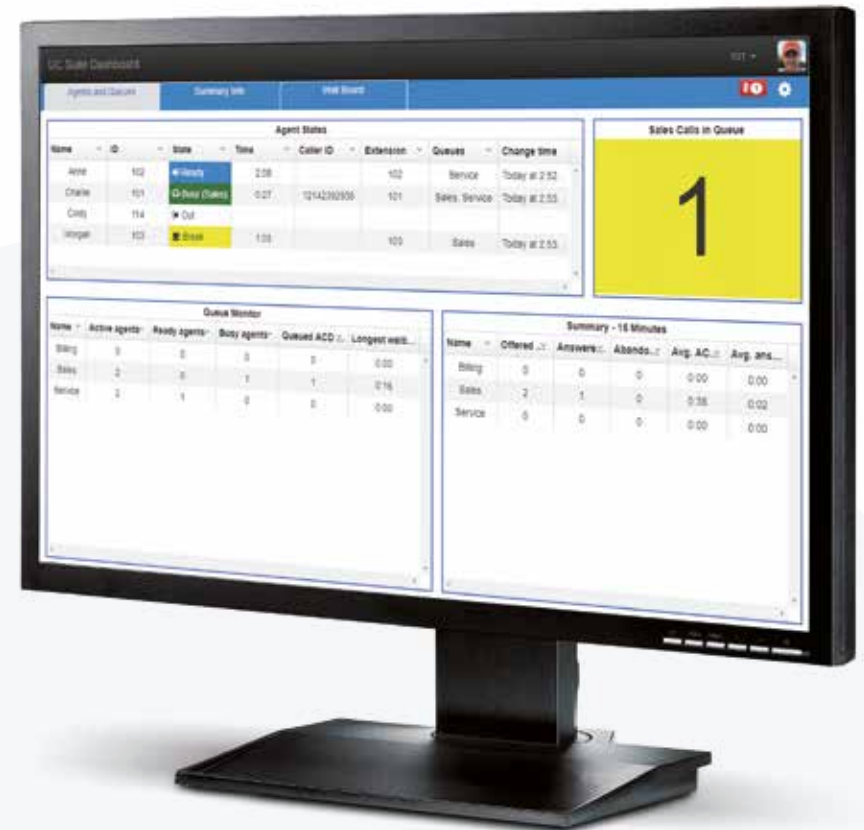 UC Suite Dashboard
101
Agents and Queues Summary Info Wall Board
Agent States
Name ID State Time Caller ID Extension Queues Change time
Anne 102 Ready 2:08 102 Service Today at 2:52
Charlie 101 Busy (Sales) 0:27 101 Sales, Service Today at 2:53
Cindy 114 Out
Morgan 103 Break 1:03 103 Sales Today at 2:53
Sales Calls in Queue
1
Queue Monitor
Name Active agents Ready agents Busy agents Queued ACD Longest waiti...
Billing 0 0 0 0 0:00
Sales 2 0 1 1 0:16
Service 2 1 0 0 0:00
Summary - 15 Minutes
Name Offered ... Answere... Abando... Avg. AC... Avg. ans...
Billing 0 0 0 0:00 0:00
Sales 2 1 0 0:38 0:02
Service 0 0 0 0:00 0:00